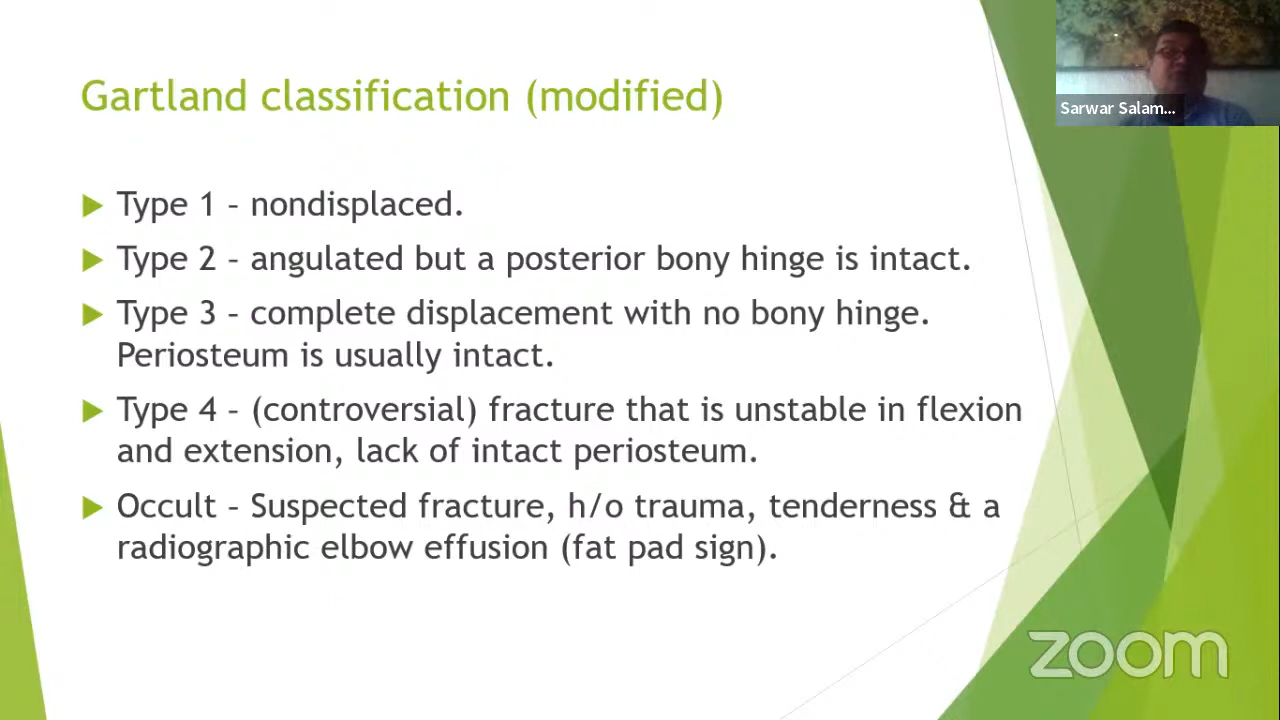 Gartland classification (modified)
Sarwar Salam...
Type 1 – nondisplaced.
Type 2 – angulated but a posterior bony hinge is intact.
Type 3 – complete displacement with no bony hinge.
Periosteum is usually intact.
Type 4 – (controversial) fracture that is unstable in flexion
and extension, lack of intact periosteum.
Occult – Suspected fracture, h/o trauma, tenderness & a
radiographic elbow effusion (fat pad sign).
zoom